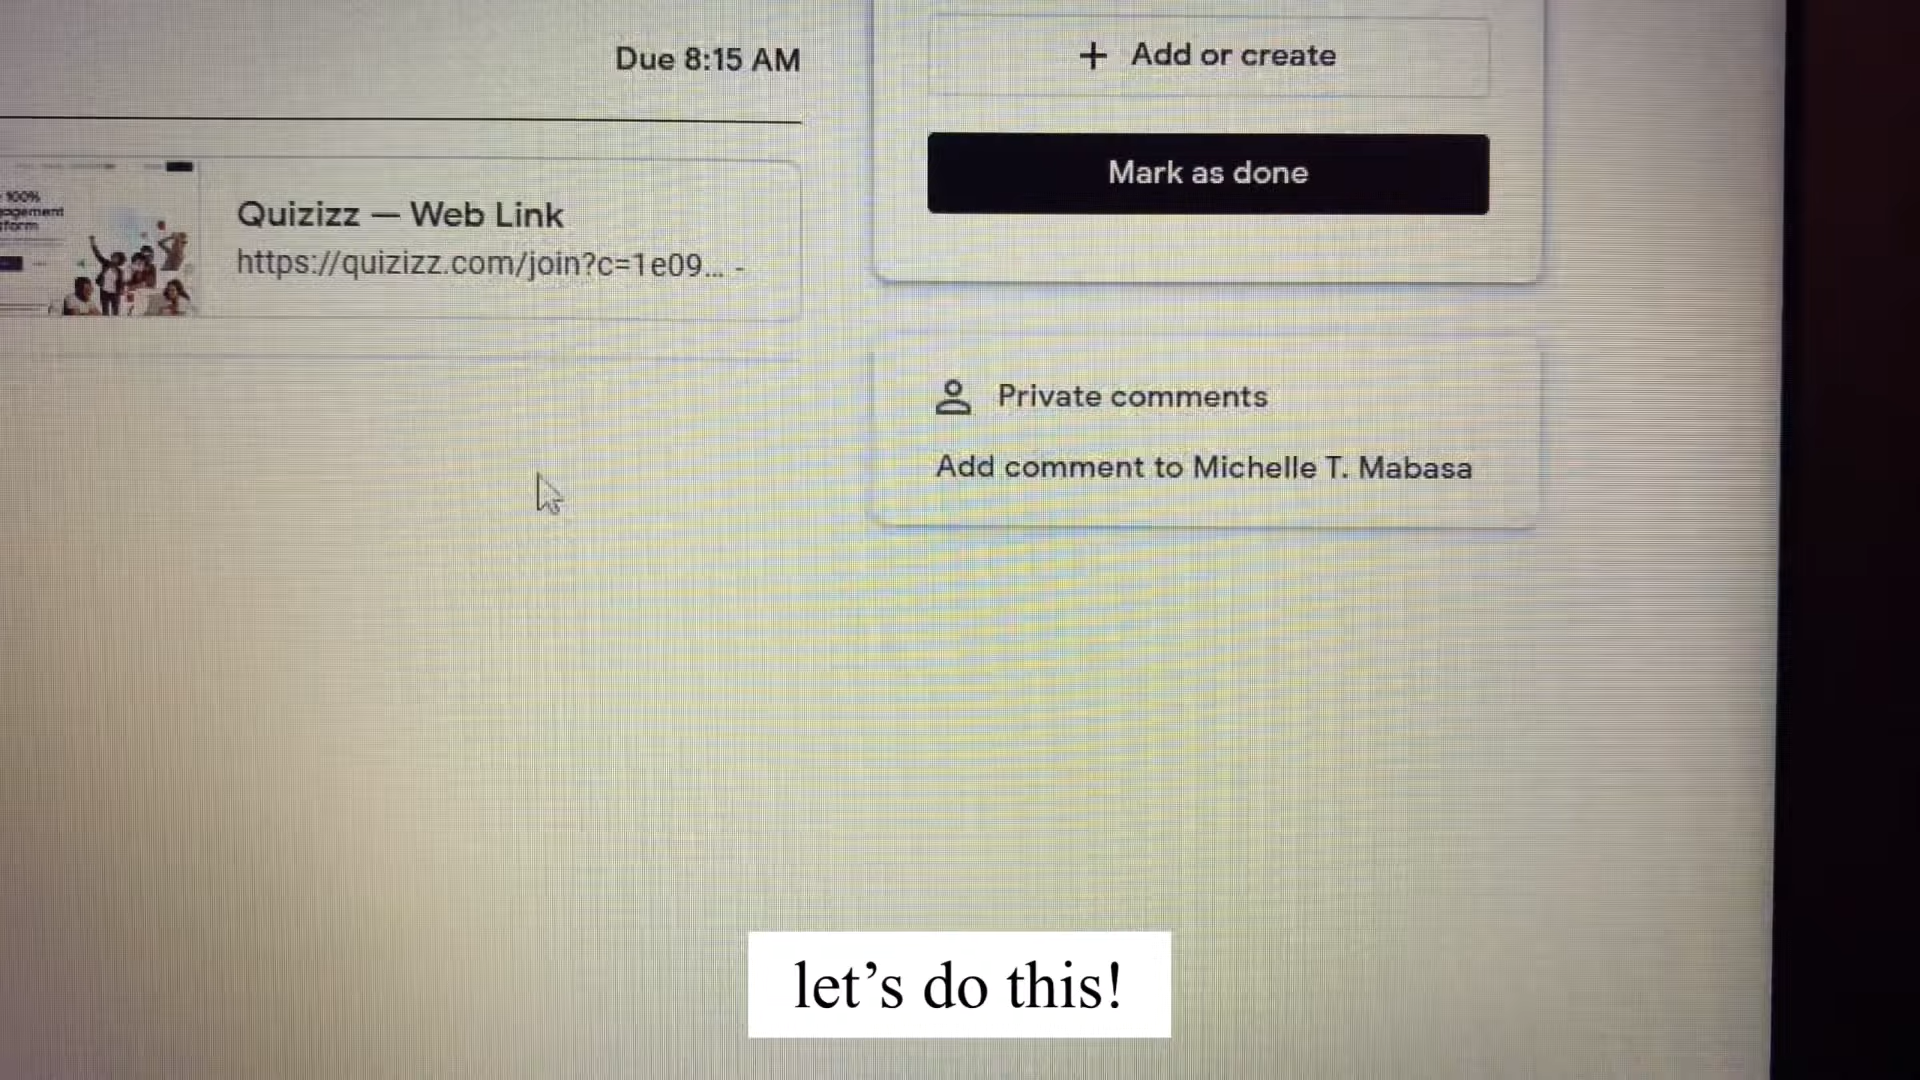 Due 8:15 AM
+ Add or create
Mark as done
100%
Quizizz — Web Link
https://quizizz.com/join?c=1e09... -
Private comments
Add comment to Michelle T. Mabasa
let's do this!